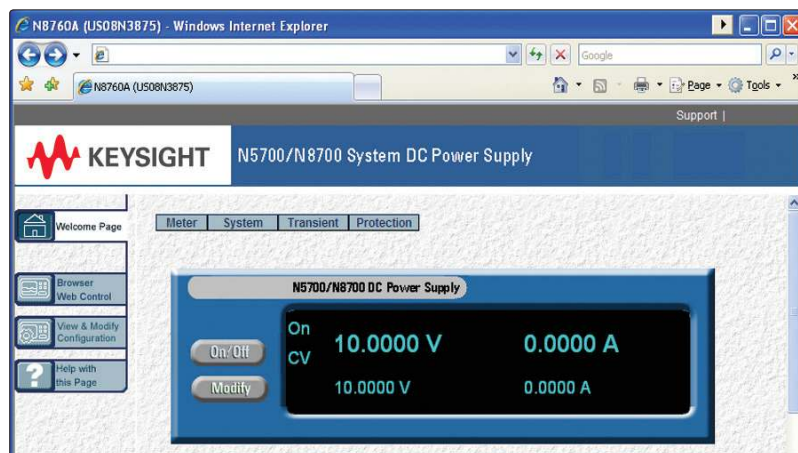 N8760A (US08N3875) - Windows Internet Explorer
Google
N8760A (US08N3875)
Page
Tools
Support |
KEYSIGHT
N5700/N8700 System DC Power Supply
Welcome Page
Meter System Transient Protection
Browser
Web Control
N5700/N8700 DC Power Supply
View & Modify
Configuration
On/Off
On
CV
10.0000 V 0.0000 A
Help with
this Page
Modify
10.0000 V 0.0000 A